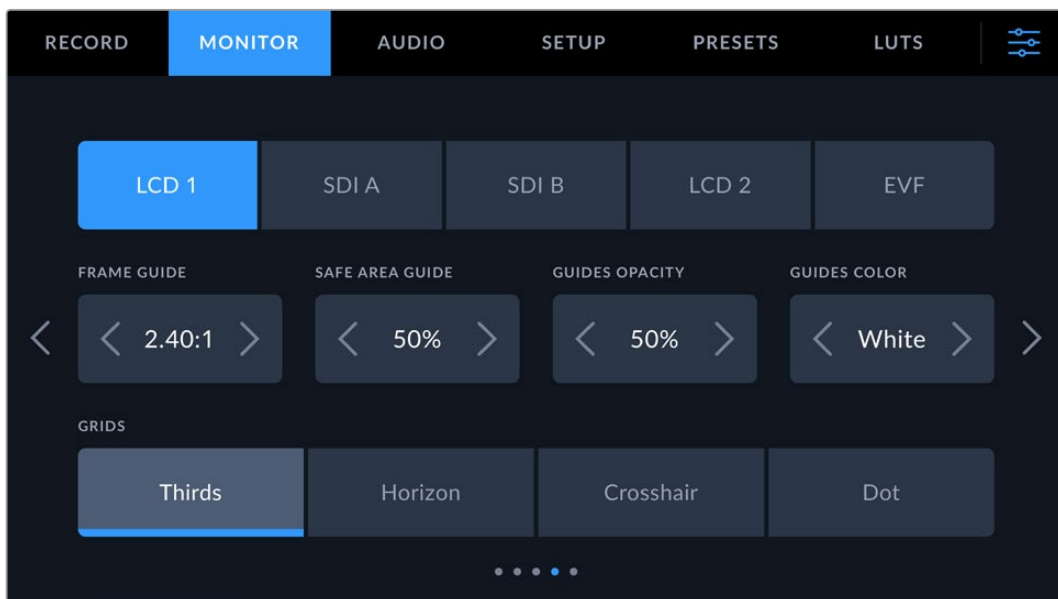 RECORD MONITOR AUDIO SETUP PRESETS LUTS
LCD 1 SDI A SDI B LCD 2 EVF
FRAME GUIDE SAFE AREA GUIDE GUIDES OPACITY GUIDES COLOR
2.40:1 50% 50% White
GRIDS
Thirds Horizon Crosshair Dot